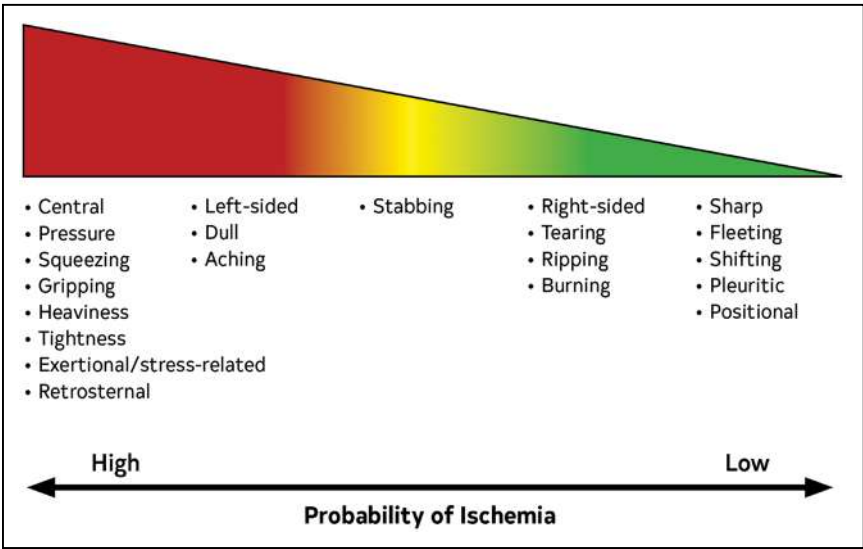 • Central
• Pressure
• Squeezing
• Gripping
• Heaviness
• Tightness
• Exertional/stress-related
• Retrosternal
• Left-sided
• Dull
• Aching
• Stabbing
• Right-sided
• Tearing
• Ripping
• Burning
• Sharp
• Fleeting
• Shifting
• Pleuritic
• Positional
High
Low
Probability of Ischemia